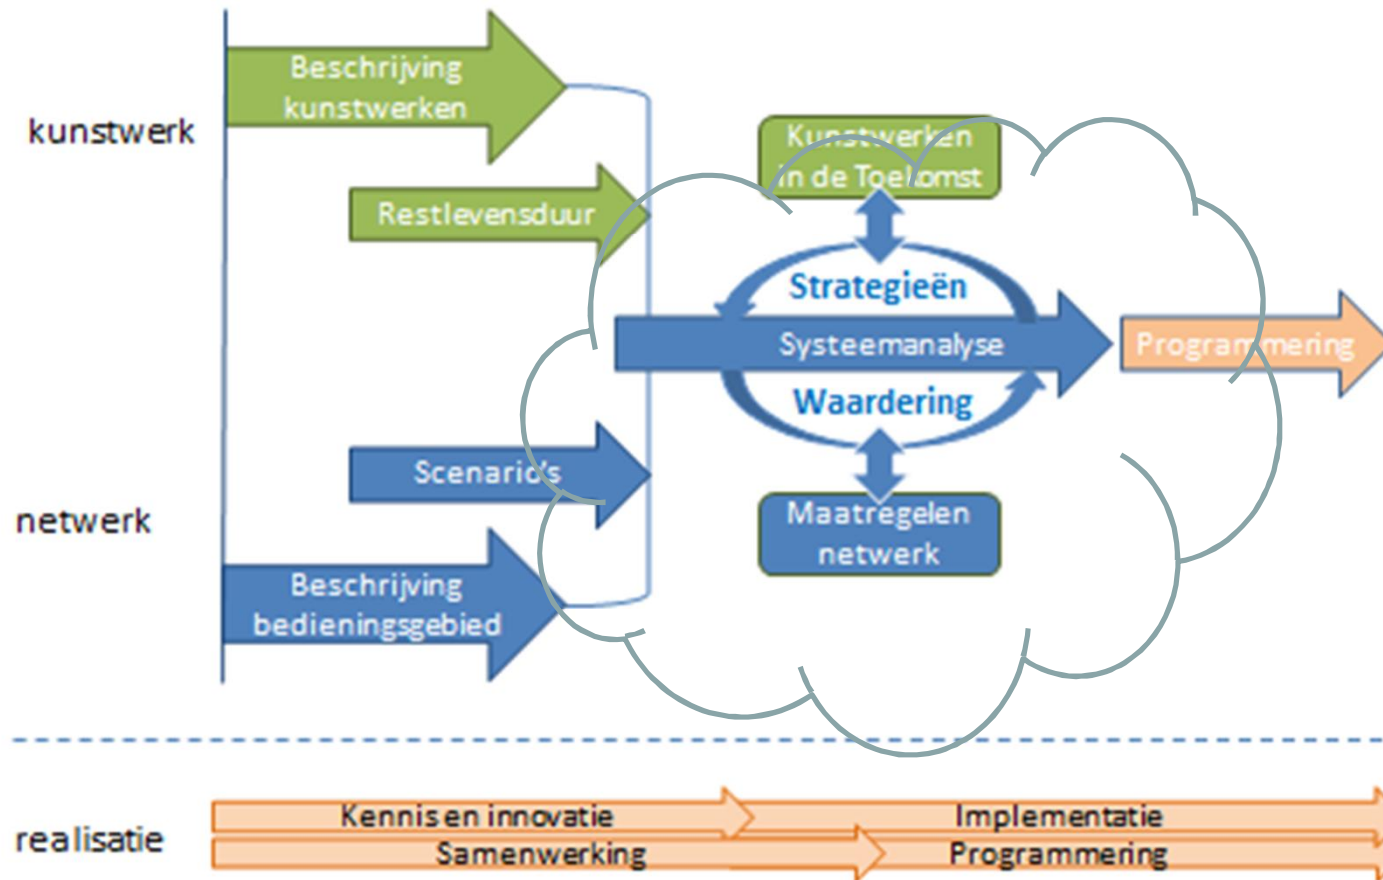 Beschrijving
kunstwerken
kunstwerk
Kunstwerken
in de Toekomst
Restlevensduur
Strategieën
Systeemanalyse
Programmering
Waardering
Scenario's
netwerk
Maatregelen
netwerk
Beschrijving
bedieningsgebied
realisatie
Kennis en innovatie
Implementatie
Samenwerking
Programmering